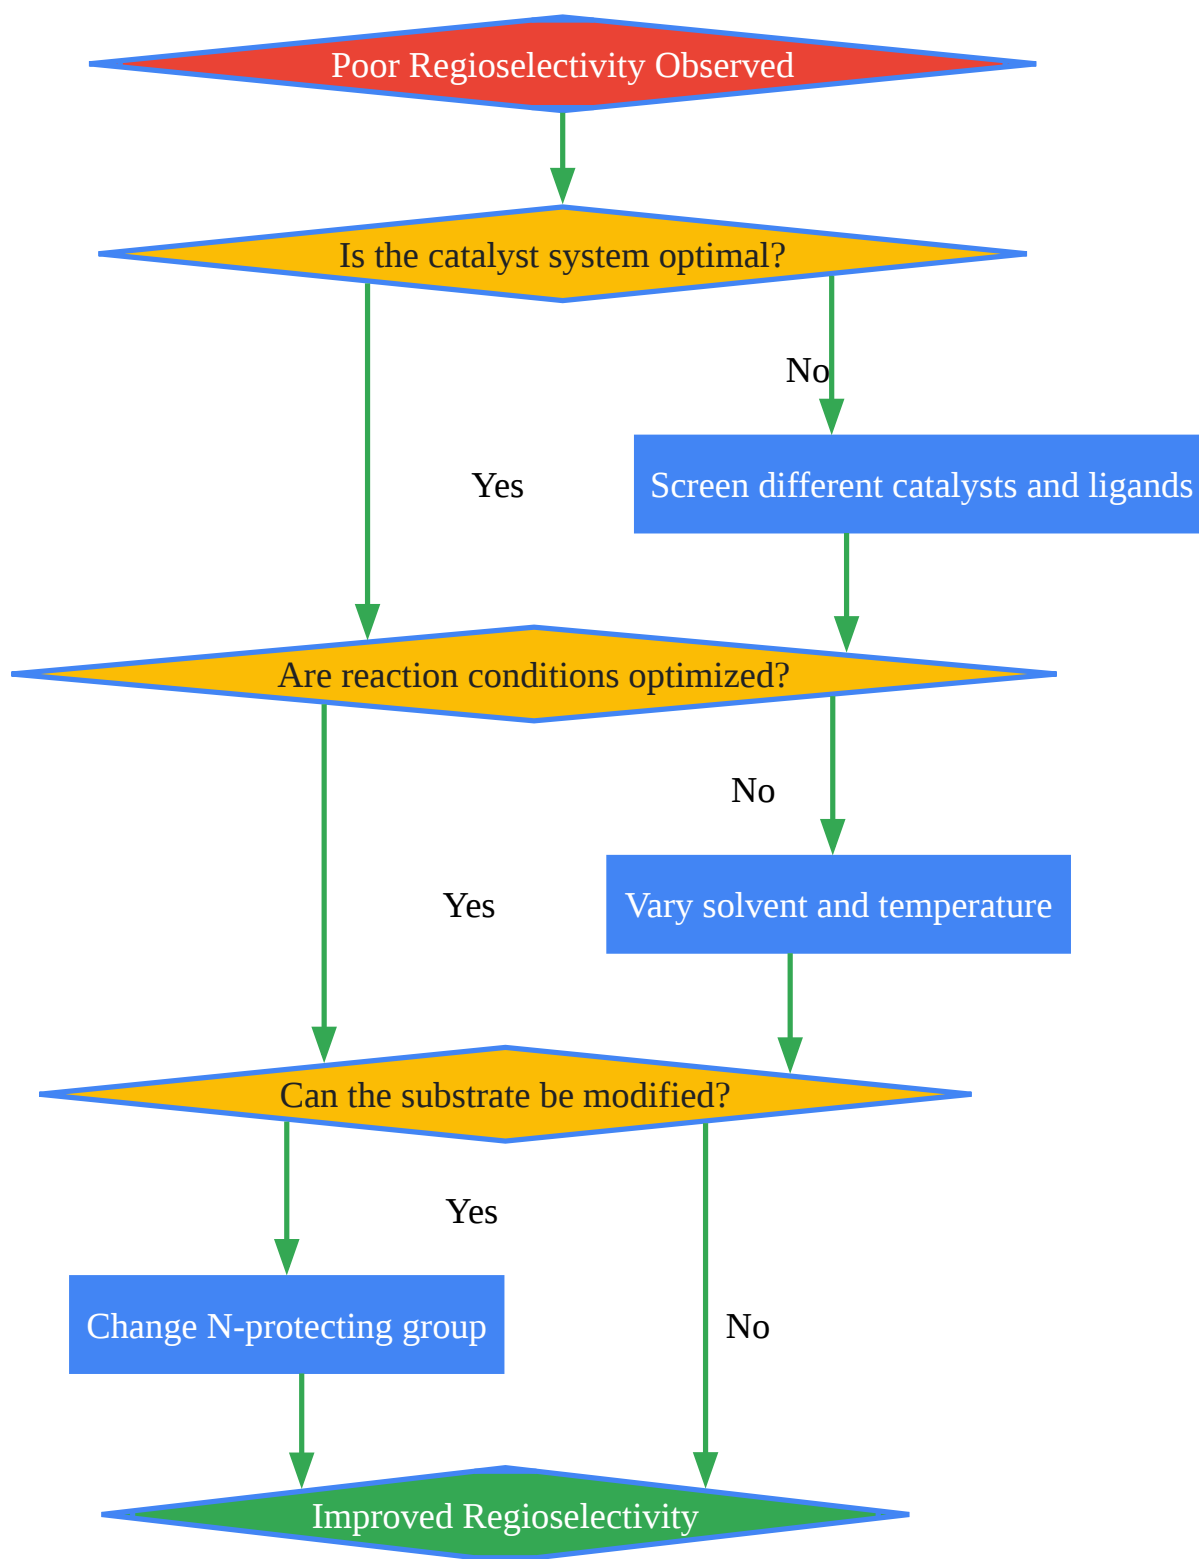 Poor Regioselectivity Observed
Is the catalyst system optimal?
No
Yes
Screen different catalysts and ligands
Are reaction conditions optimized?
No
Yes
Vary solvent and temperature
Can the substrate be modified?
Yes
Change N-protecting group
No
Improved Regioselectivity